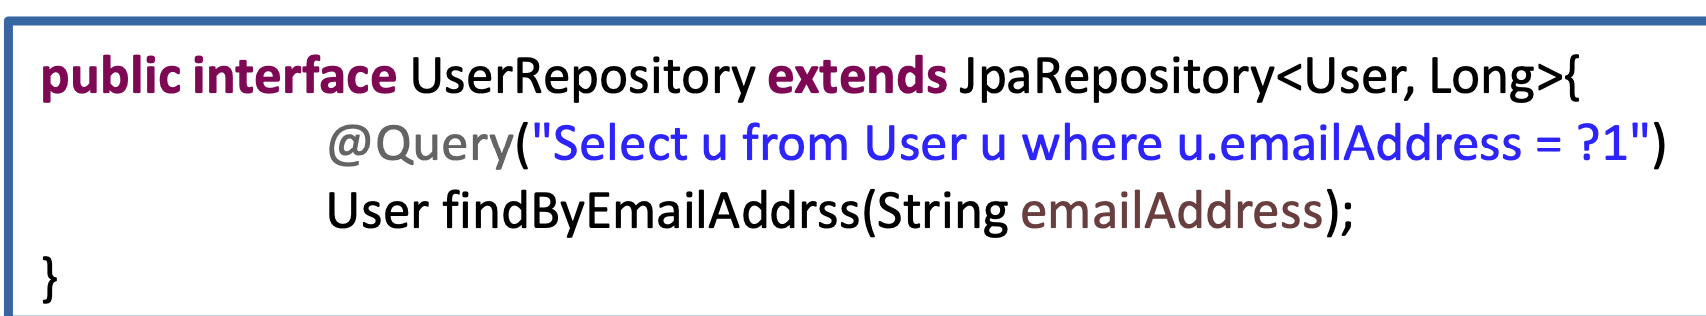 public interface UserRepository extends JpaRepository<User, Long>{
@Query("Select u from User u where u.emailAddress = ?1")
User findByEmailAddrss(String emailAddress);
}